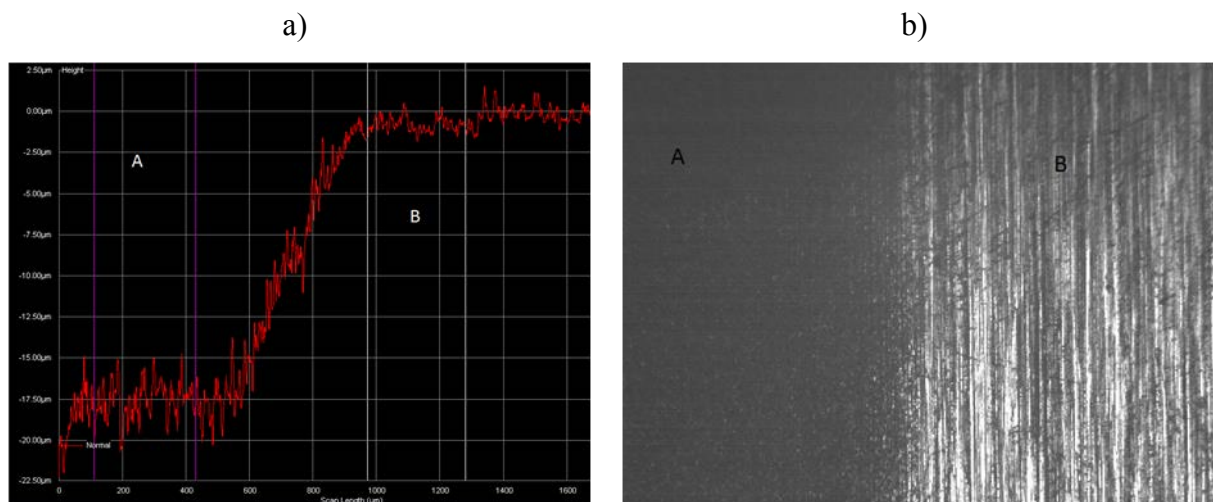 a) b)
2.50µm Height
0.00µm
-2.50µm
-5.00µm
-7.50µm
-10.00µm
-12.50µm
-15.00µm
-17.50µm
-20.00µm Normal
-22.50µm
0 200 400 600 800 1000 1200 1400 1600
Scan Length (µm)
A
B
A
B